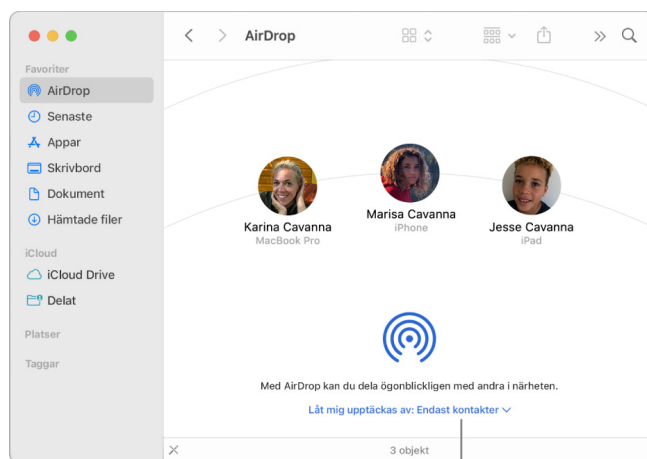 AirDrop
Favoriter
AirDrop
Senaste
Appar
Skrivbord
Dokument
Hämtade filer
iCloud
iCloud Drive
Delat
Platser
Taggar
Karina Cavanna
MacBook Pro
Marisa Cavanna
iPhone
Jesse Cavanna
iPad
Med AirDrop kan du dela ögonblickligen med andra i närheten.
Låt mig upptäckas av: Endast kontakter
3 objekt